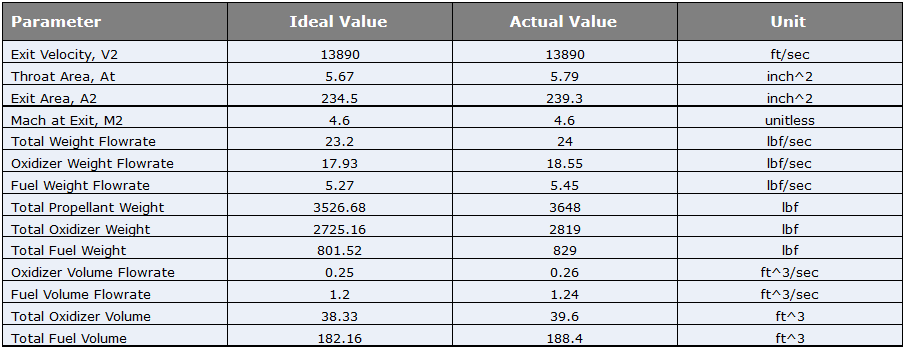 Parameter Ideal Value Actual Value Unit
Exit Velocity, V2 13890 13890 ft/sec
Throat Area, At 5.67 5.79 inch^2
Exit Area, A2 234.5 239.3 inch^2
Mach at Exit, M2 4.6 4.6 unitless
Total Weight Flowrate 23.2 24 lbf/sec
Oxidizer Weight Flowrate 17.93 18.55 lbf/sec
Fuel Weight Flowrate 5.27 5.45 lbf/sec
Total Propellant Weight 3526.68 3648 lbf
Total Oxidizer Weight 2725.16 2819 lbf
Total Fuel Weight 801.52 829 lbf
Oxidizer Volume Flowrate 0.25 0.26 ft^3/sec
Fuel Volume Flowrate 1.2 1.24 ft^3/sec
Total Oxidizer Volume 38.33 39.6 ft^3
Total Fuel Volume 182.16 188.4 ft^3